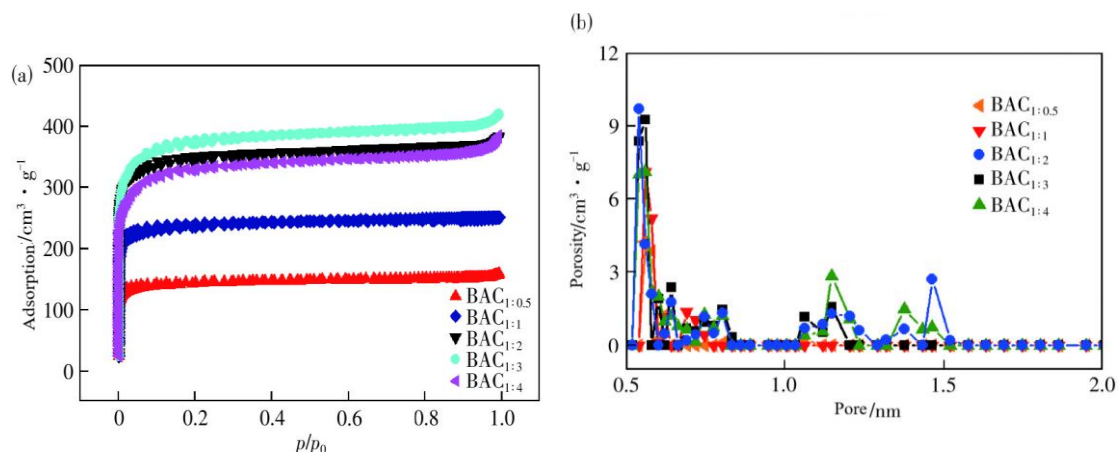 (a)
500
400
300
200
100
0
Adsorption/cm³·g⁻¹
0 0.2 0.4 0.6 0.8 1.0
p/p₀
BAC₁:₀.₅
BAC₁:₁
BAC₁:₂
BAC₁:₃
BAC₁:₄
(b)
12
9
6
3
0
Porosity/cm³·g⁻¹
0.5 1.0 1.5 2.0
Pore/nm
BAC₁:₀.₅
BAC₁:₁
BAC₁:₂
BAC₁:₃
BAC₁:₄